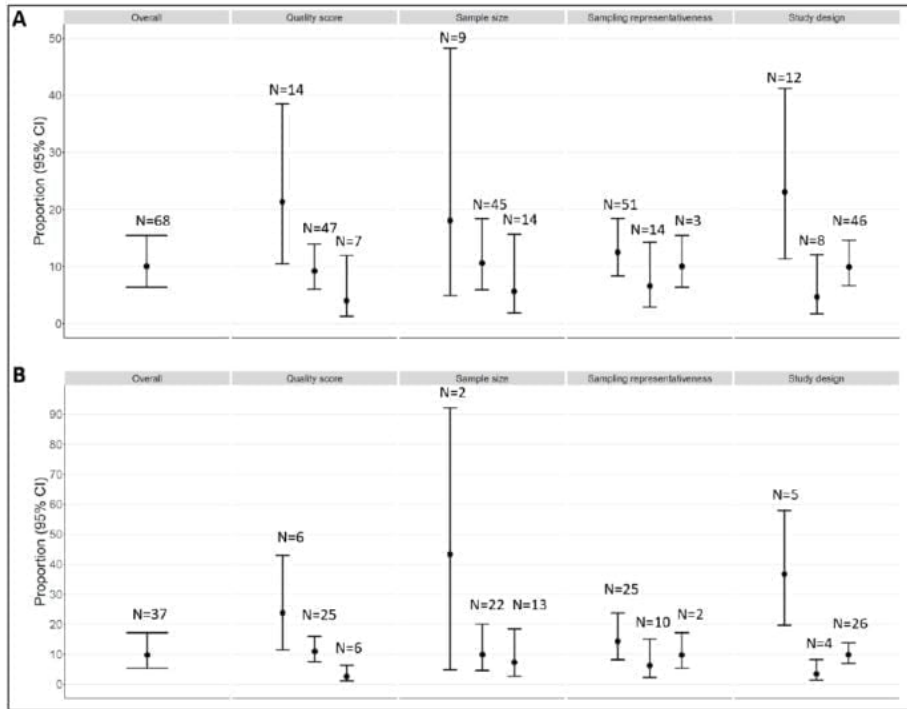 A
Overall Quality score Sample size Sampling representativeness Study design
Proportion (95% CI)
50
40
30
20
10
0
N=68
N=14
N=47
N=7
N=9
N=45
N=14
N=51
N=14
N=3
N=12
N=8
N=46
B
Overall Quality score Sample size Sampling representativeness Study design
Proportion (95% CI)
90
80
70
60
50
40
30
20
10
0
N=37
N=6
N=25
N=6
N=2
N=22
N=13
N=25
N=10
N=2
N=5
N=4
N=26